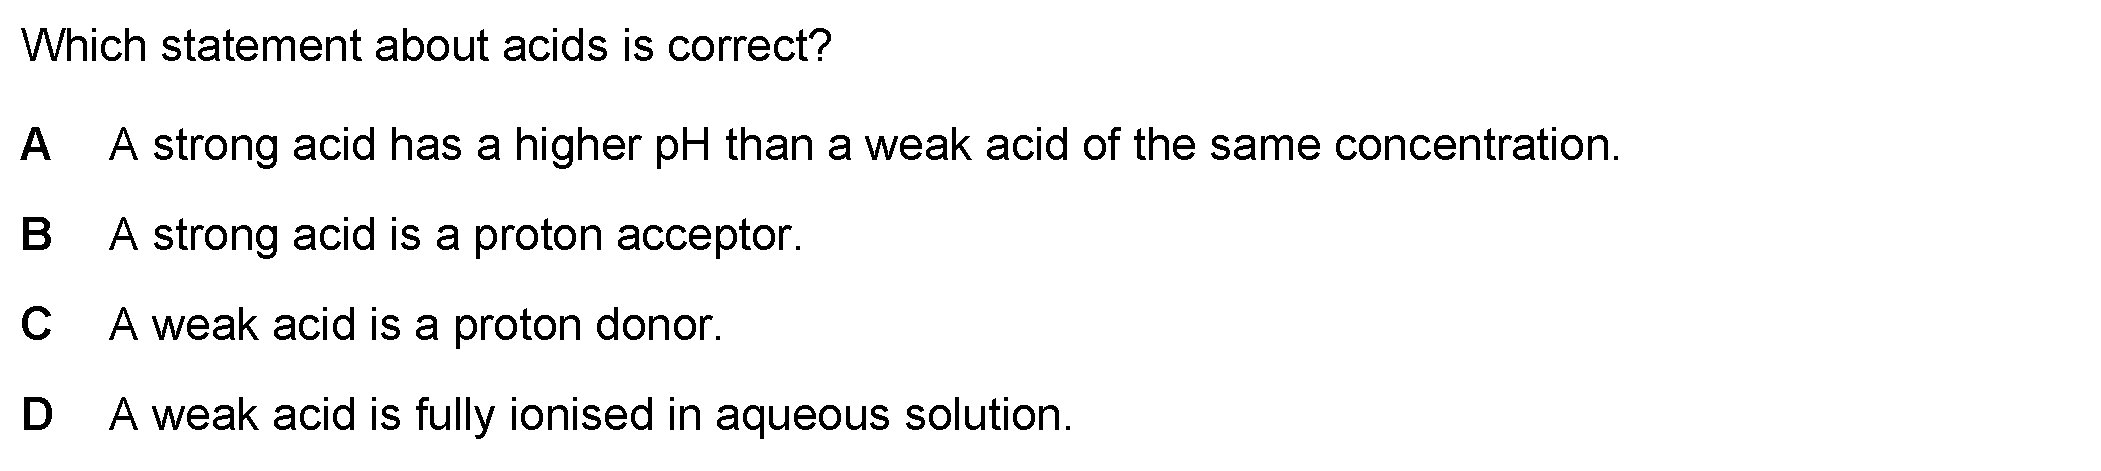 Which statement about acids is correct?
A A strong acid has a higher pH than a weak acid of the same concentration.
B A strong acid is a proton acceptor.
C A weak acid is a proton donor.
D A weak acid is fully ionised in aqueous solution.